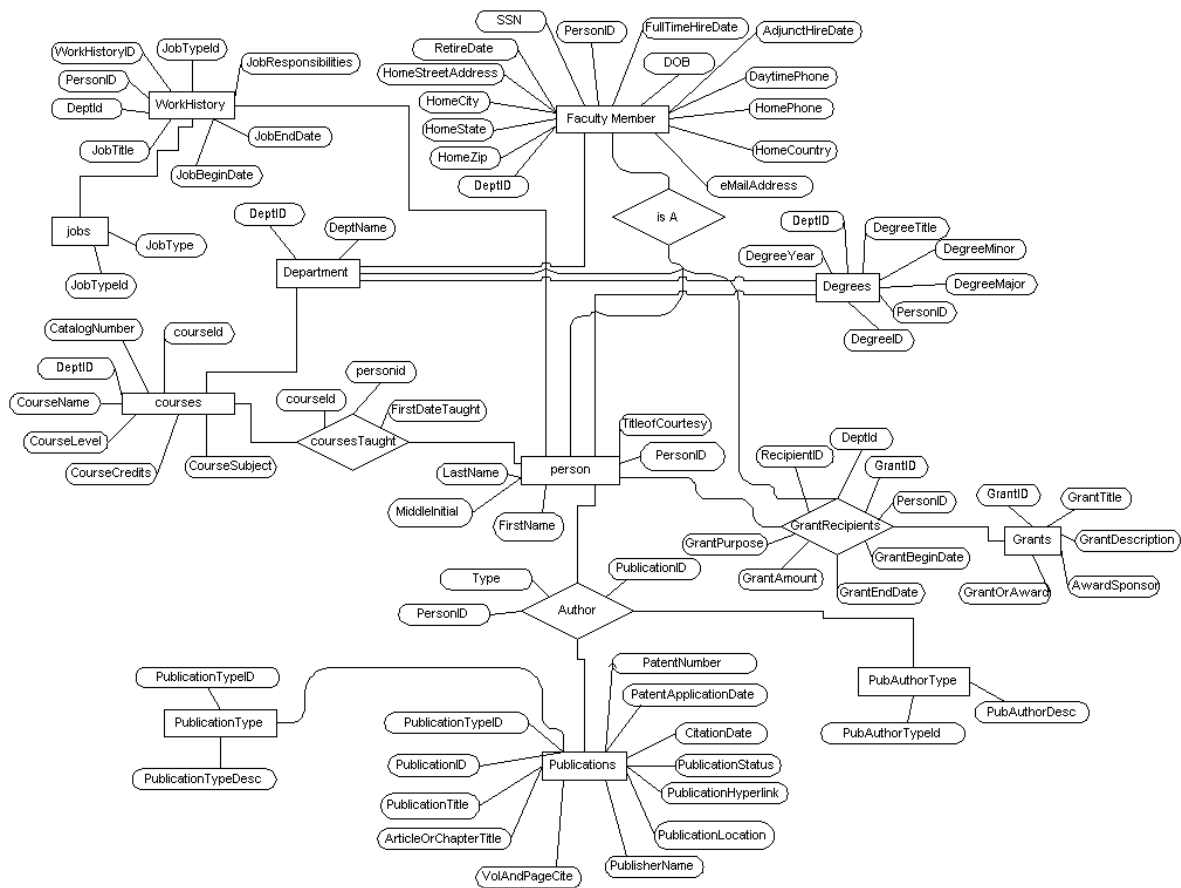 SSN
PersonID
FullTimeHireDate
AdjunctHireDate
WorkHistoryID
JobTypeId
RetireDate
JobResponsibilities
DOB
PersonID
HomeStreetAddress
DaytimePhone
DeptId
WorkHistory
HomeCity
Faculty Member
HomePhone
HomeState
JobEndDate
JobTitle
HomeZip
HomeCountry
JobBeginDate
DeptID
eMailAddress
DeptID
is A
DeptName
DeptID
DegreeTitle
jobs
JobType
DegreeYear
DegreeMinor
Department
Degrees
DegreeMajor
JobTypeId
PersonID
DegreeID
CatalogNumber
courseId
DeptID
personid
CourseName
courses
courseId
FirstDateTaught
TitleofCourtesy
DeptId
CourseLevel
coursesTaught
RecipientID
PersonID
GrantID
CourseCredits
CourseSubject
LastName
person
GrantID
GrantTitle
PersonID
MiddleInitial
FirstName
GrantRecipients
Grants
GrantDescription
GrantPurpose
GrantBeginDate
PublicationID
GrantAmount
Type
GrantEndDate
GrantOrAward
AwardSponsor
PersonID
Author
PatentNumber
PublicationTypeID
PubAuthorType
PatentApplicationDate
PublicationType
PublicationTypeID
PubAuthorDesc
CitationDate
PubAuthorTypeId
PublicationID
Publications
PublicationStatus
PublicationTypeDesc
PublicationHyperlink
PublicationTitle
ArticleOrChapterTitle
PublicationLocation
PublisherName
VolAndPageCite